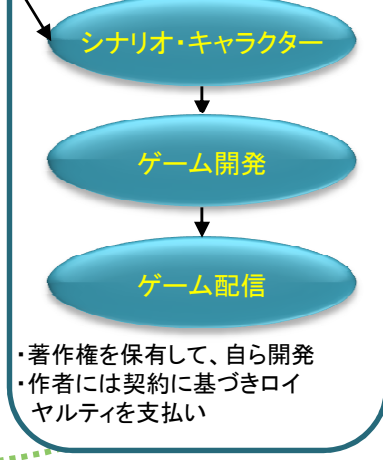 シナリオ・キャラクター
ゲーム開発
ゲーム配信
・著作権を保有して、自ら開発
・作者には契約に基づきロイ
ヤルティを支払い